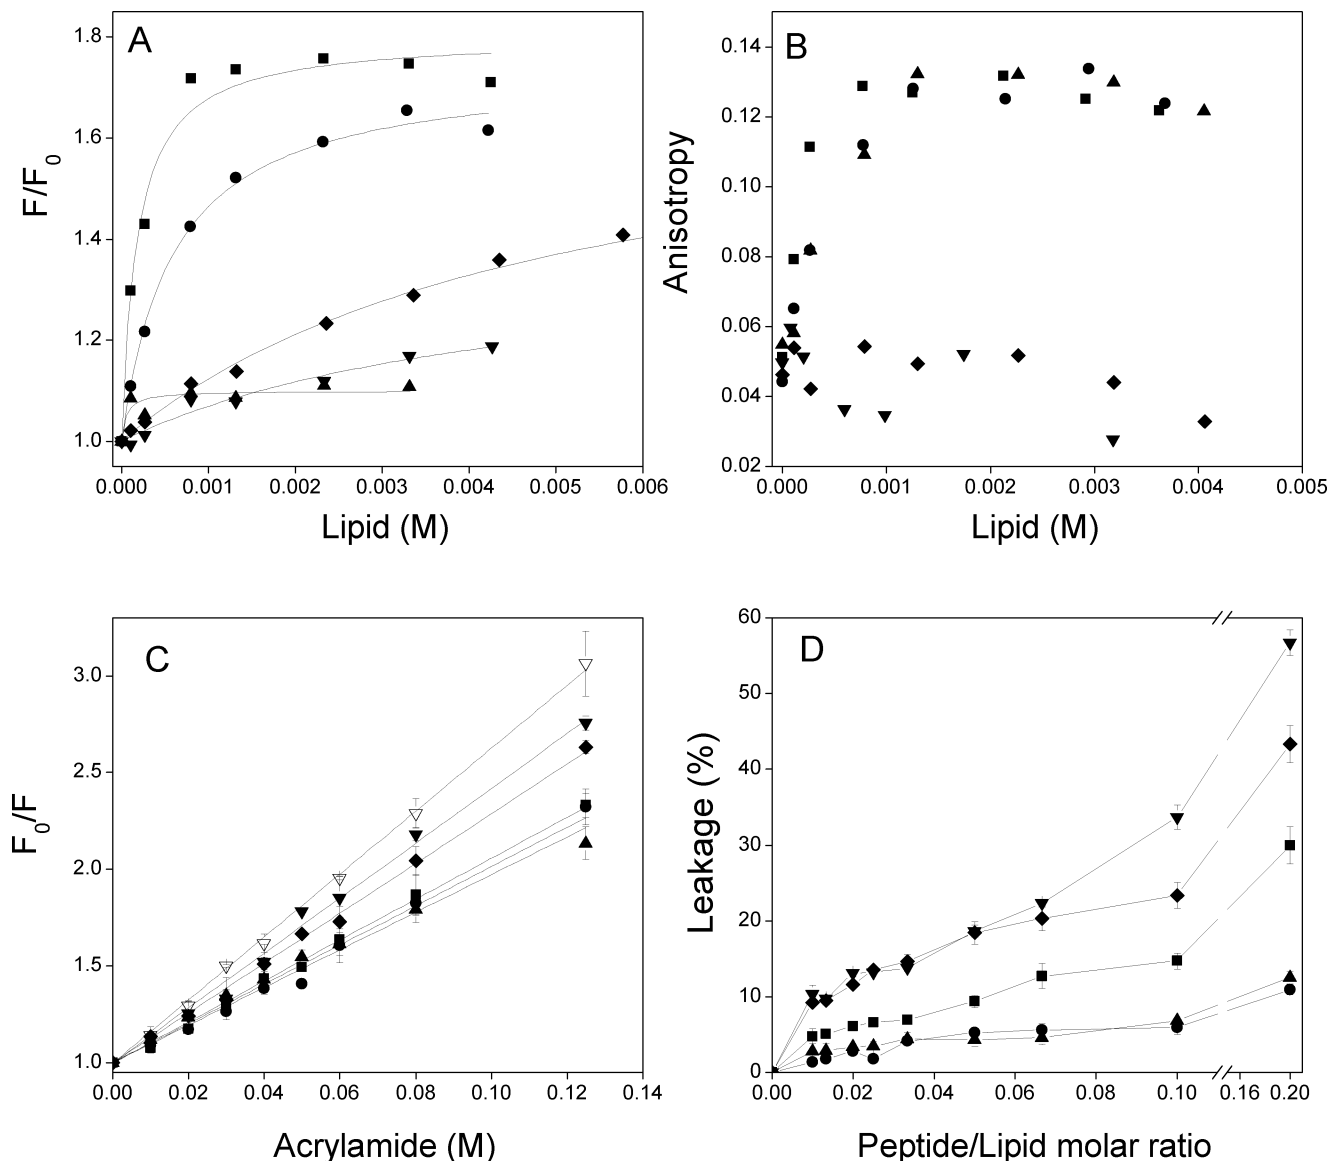 A
F/F0
1.8
1.6
1.4
1.2
1.0
0.000 0.001 0.002 0.003 0.004 0.005 0.006
Lipid (M)
B
Anisotropy
0.14
0.12
0.10
0.08
0.06
0.04
0.02
0.000 0.001 0.002 0.003 0.004 0.005
Lipid (M)
C
F0/F
3.0
2.5
2.0
1.5
1.0
0.00 0.02 0.04 0.06 0.08 0.10 0.12 0.14
Acrylamide (M)
D
Leakage (%)
60
50
40
30
20
10
0
0.00 0.02 0.04 0.06 0.08 0.10 0.16 0.20
Peptide/Lipid molar ratio